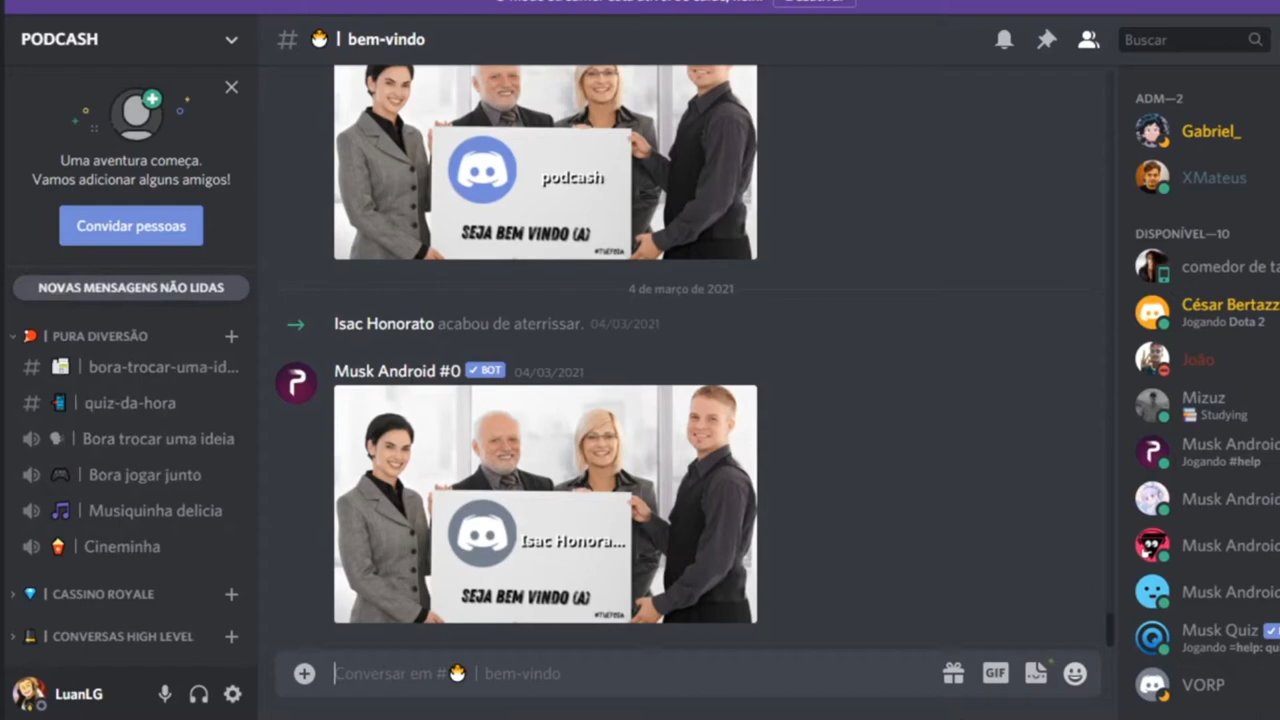 PODCASH
| bem-vindo
Buscar
Uma aventura começa.
Vamos adicionar alguns amigos!
Convidar pessoas
NOVAS MENSAGENS NÃO LIDAS
| PURA DIVERSÃO
| bora-trocar-uma-id...
| quiz-da-hora
| Bora trocar uma ideia
| Bora jogar junto
| Musiquinha delicia
| Cineminha
| CASSINO ROYALE
| CONVERSAS HIGH LEVEL
LuanLG
podcash
SEJA BEM VINDO (A)
4 de março de 2021
Isac Honorato acabou de aterrissar. 04/03/2021
Musk Android #0 BOT 04/03/2021
Isac Honora...
SEJA BEM VINDO (A)
Conversar em # | bem-vindo
GIF
ADM—2
Gabriel_
XMateus
DISPONÍVEL—10
comedor de ta
César Bertazz
Jogando Dota 2
João
Mizuz
Studying
Musk Android
Jogando #help
Musk Android
Musk Android
Musk Android
Musk Quiz
Jogando =help: qu
VORP